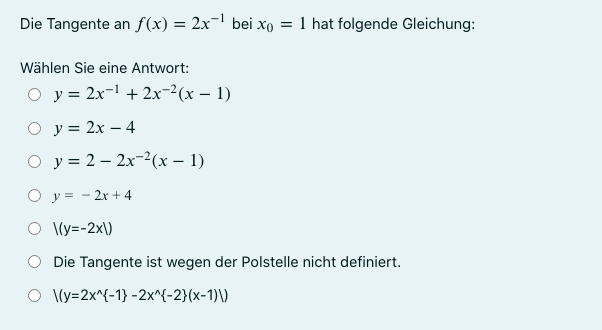 Die Tangente an f(x) = 2x⁻¹ bei x₀ = 1 hat folgende Gleichung:
Wählen Sie eine Antwort:
y = 2x⁻¹ + 2x⁻²(x − 1)
y = 2x − 4
y = 2 − 2x⁻²(x − 1)
y = − 2x + 4
\(y=-2x\)
Die Tangente ist wegen der Polstelle nicht definiert.
\(y=2x^{-1} -2x^{-2}(x-1)\)